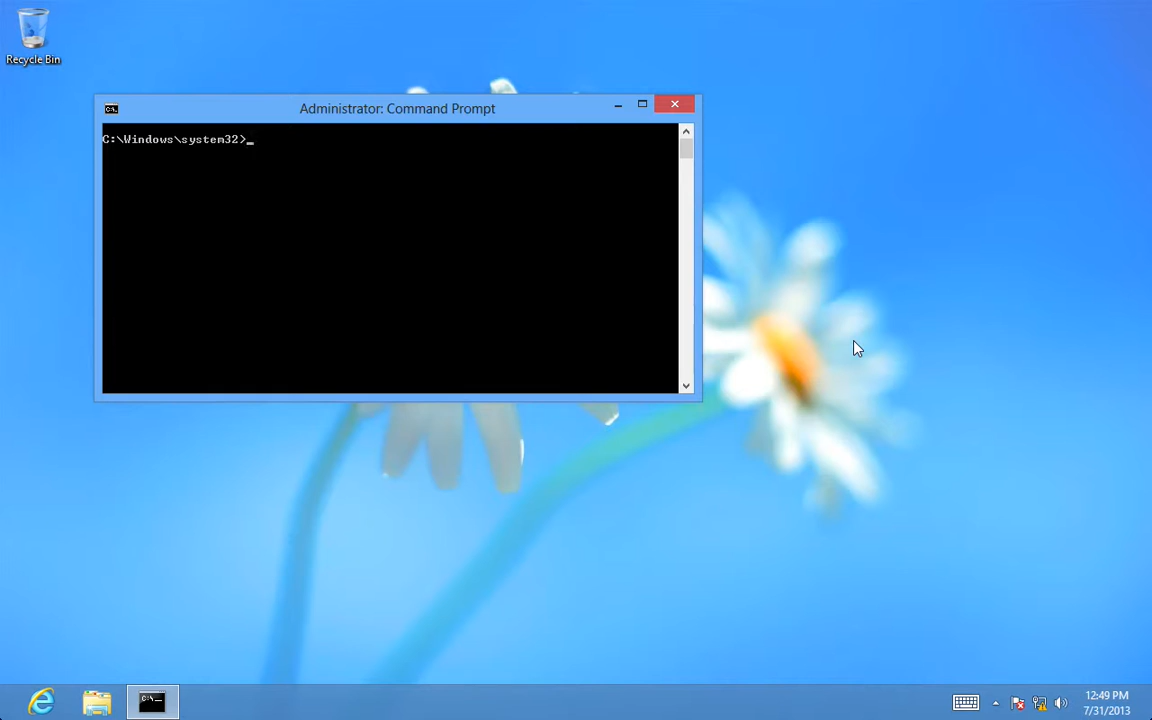 Recycle Bin
Administrator: Command Prompt
C:\Windows\system32>_
12:49 PM
7/31/2013